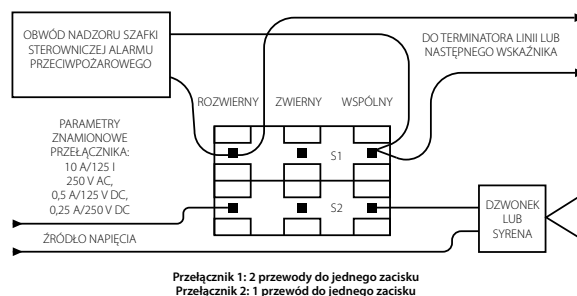 OBWÓD NADZORU SZAFKI
STEROWNICZEJ ALARMU
PRZECIWPOŻAROWEGO
DO TERMINATORA LINII LUB
NASTĘPNEGO WSKAŹNIKA
ROZWIERNY
ZWIERNY
WSPÓLNY
PARAMETRY
ZNAMIONOWE
PRZEŁĄCZNIKA:
10 A/125 I
250 V AC,
0,5 A/125 V DC,
0,25 A/250 V DC
S1
S2
DZWONEK
LUB
SYRENA
ŹRÓDŁO NAPIĘCIA
Przełącznik 1: 2 przewody do jednego zacisku
Przełącznik 2: 1 przewód do jednego zacisku